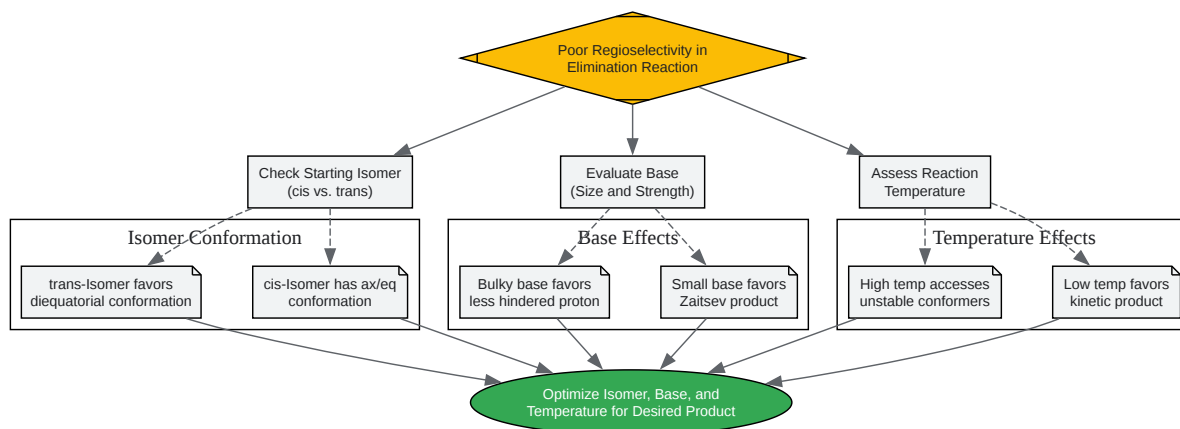 Poor Regioselectivity in
Elimination Reaction
Check Starting Isomer
(cis vs. trans)
Evaluate Base
(Size and Strength)
Assess Reaction
Temperature
Isomer Conformation
Base Effects
Temperature Effects
trans-Isomer favors
diequatorial conformation
cis-Isomer has ax/eq
conformation
Bulky base favors
less hindered proton
Small base favors
Zaitsev product
High temp accesses
unstable conformers
Low temp favors
kinetic product
Optimize Isomer, Base, and
Temperature for Desired Product